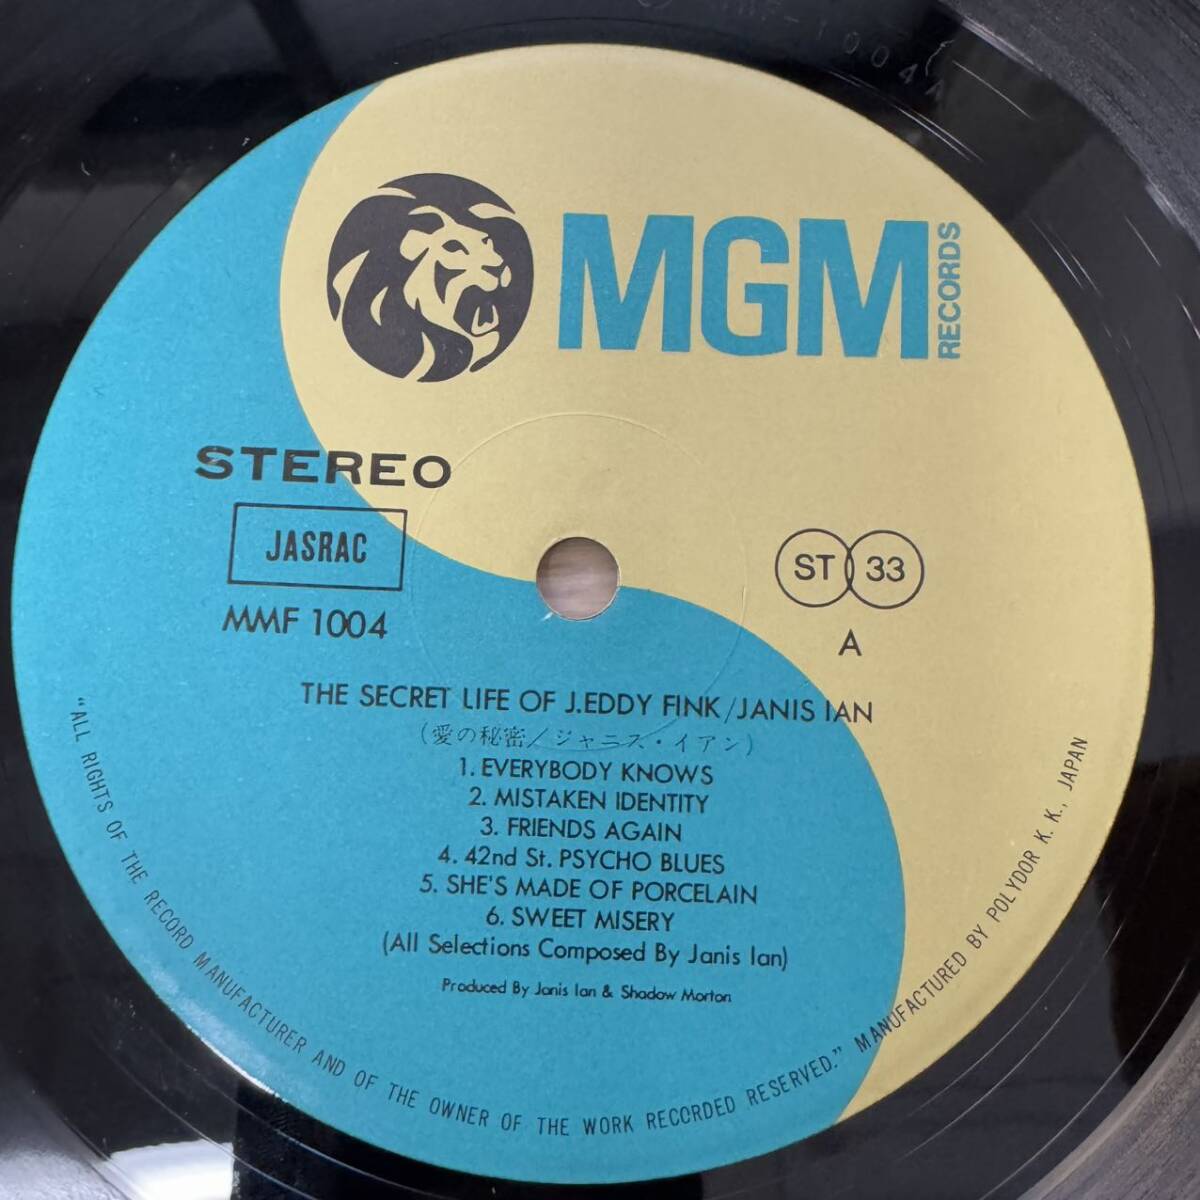 MGM
RECORDS
STEREO
JASRAC
MMF 1004
ST 33
A
THE SECRET LIFE OF J.EDDY FINK/JANIS IAN
(愛の秘密/ジャニス・イアン)
1. EVERYBODY KNOWS
2. MISTAKEN IDENTITY
3. FRIENDS AGAIN
4. 42nd St. PSYCHO BLUES
5. SHE'S MADE OF PORCELAIN
6. SWEET MISERY
(All Selections Composed By Janis Ian)
Produced By Janis Ian & Shadow Morton
"ALL RIGHTS OF THE RECORD MANUFACTURER AND OF THE OWNER OF THE WORK RECORDED RESERVED." MANUFACTURED BY POLYDOR K. K., JAPAN